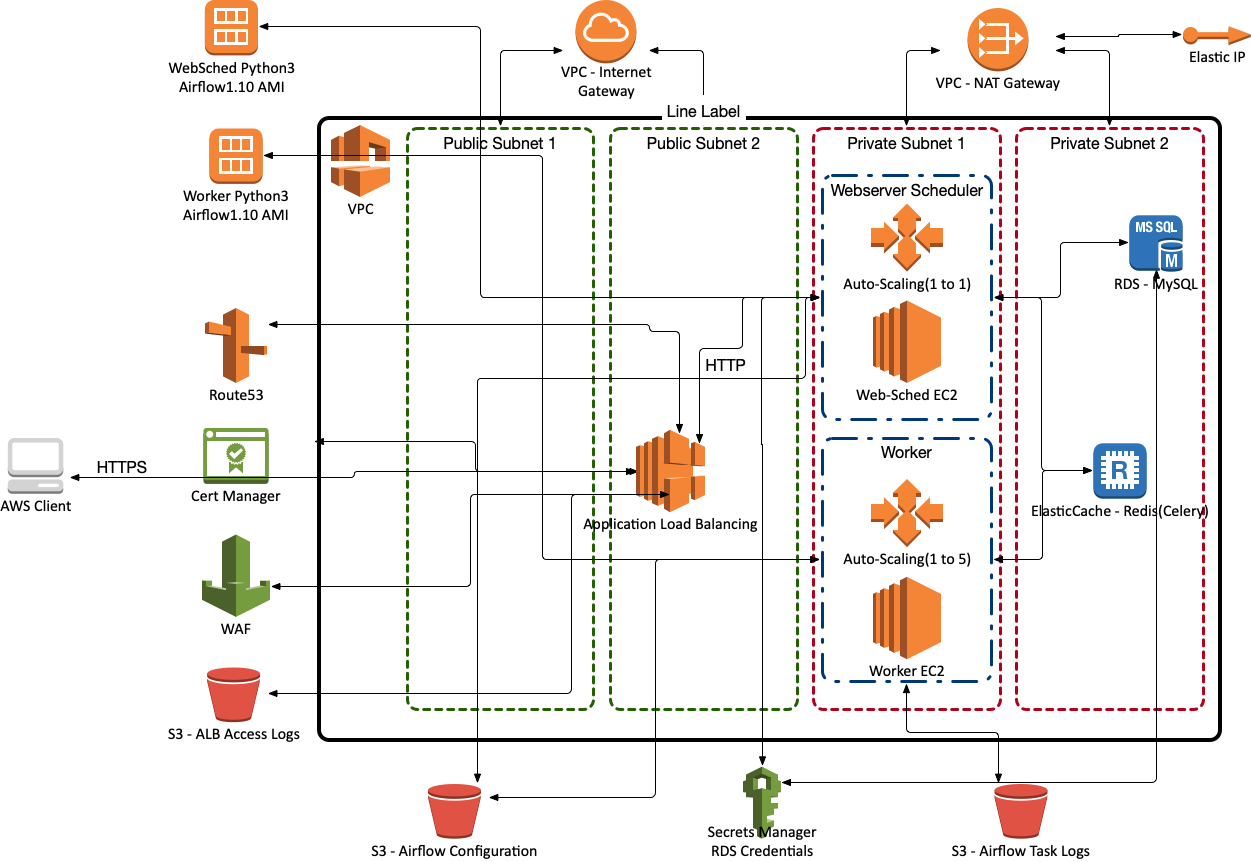 WebSched Python3
Airflow1.10 AMI
VPC - Internet
Gateway
VPC - NAT Gateway
Elastic IP
Line Label
Public Subnet 1
Public Subnet 2
Private Subnet 1
Private Subnet 2
Worker Python3
Airflow1.10 AMI
VPC
Webserver Scheduler
Auto-Scaling(1 to 1)
Web-Sched EC2
MS SQL
M
RDS - MySQL
Route53
HTTP
HTTPS
AWS Client
Cert Manager
Application Load Balancing
Worker
Auto-Scaling(1 to 5)
Worker EC2
R
ElasticCache - Redis(Celery)
WAF
S3 - ALB Access Logs
S3 - Airflow Configuration
Secrets Manager
RDS Credentials
S3 - Airflow Task Logs